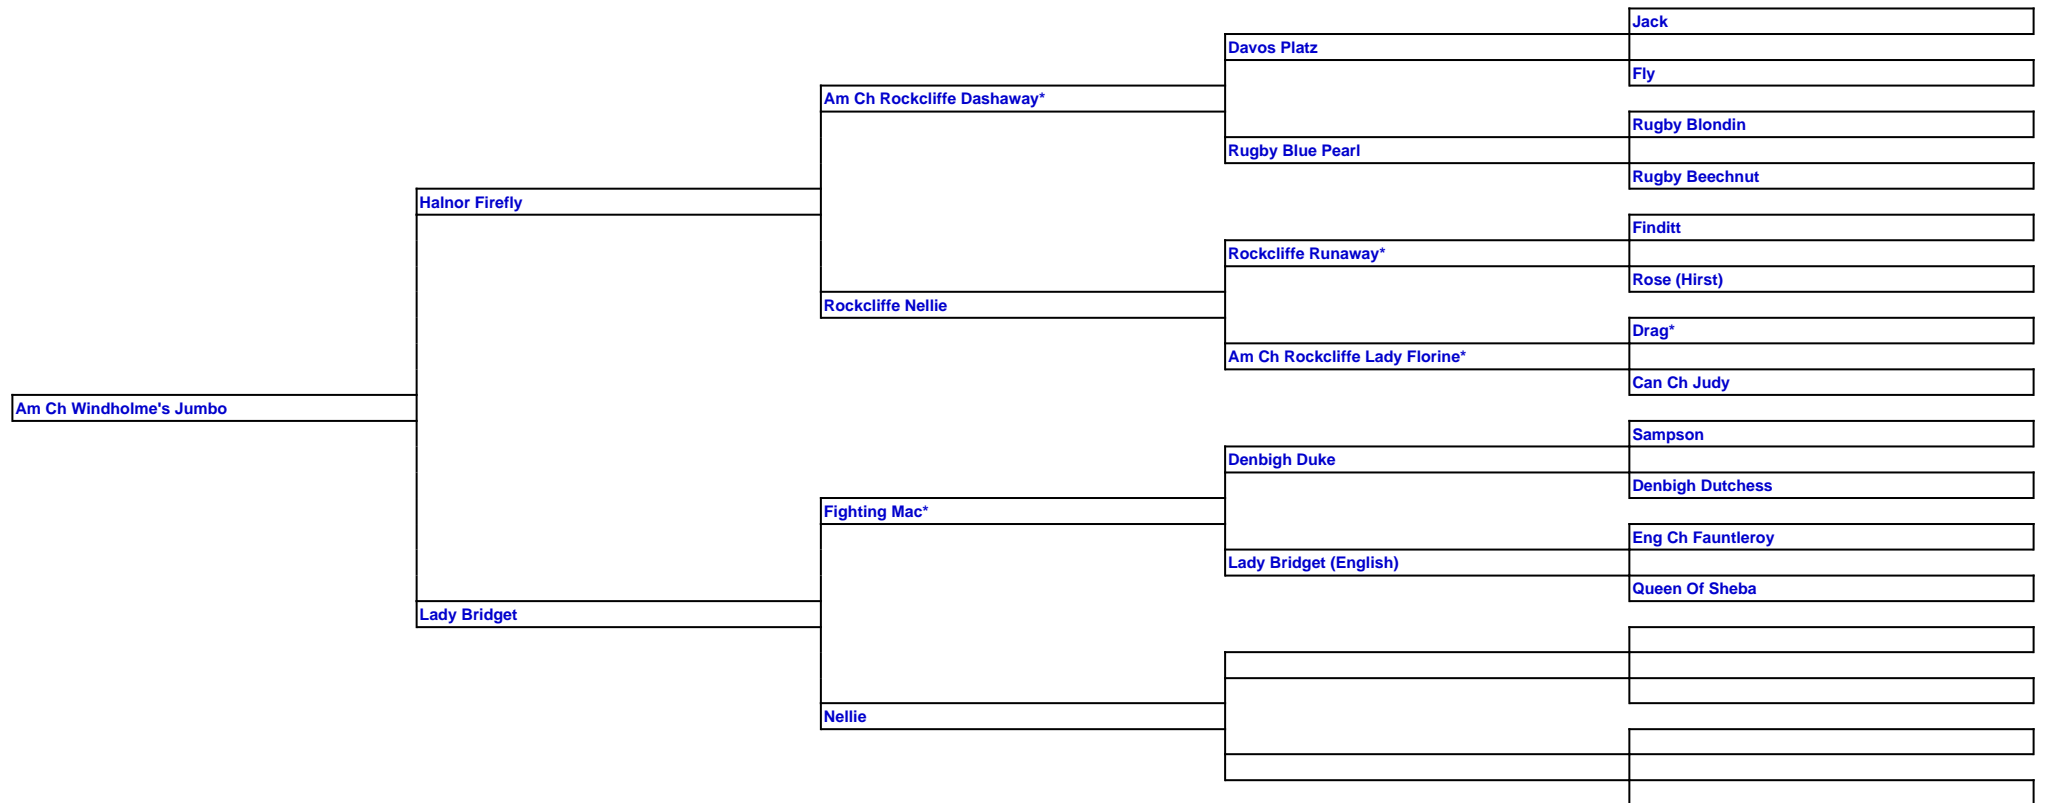 Jack
Davos Platz
Fly
Am Ch Rockcliffe Dashaway*
Rugby Blondin
Rugby Blue Pearl
Rugby Beechnut
Halnor Firefly
Finditt
Rockcliffe Runaway*
Rose (Hirst)
Rockcliffe Nellie
Drag*
Am Ch Rockcliffe Lady Florine*
Can Ch Judy
Am Ch Windholme's Jumbo
Sampson
Denbigh Duke
Denbigh Dutchess
Fighting Mac*
Eng Ch Fauntleroy
Lady Bridget (English)
Queen Of Sheba
Lady Bridget
Nellie